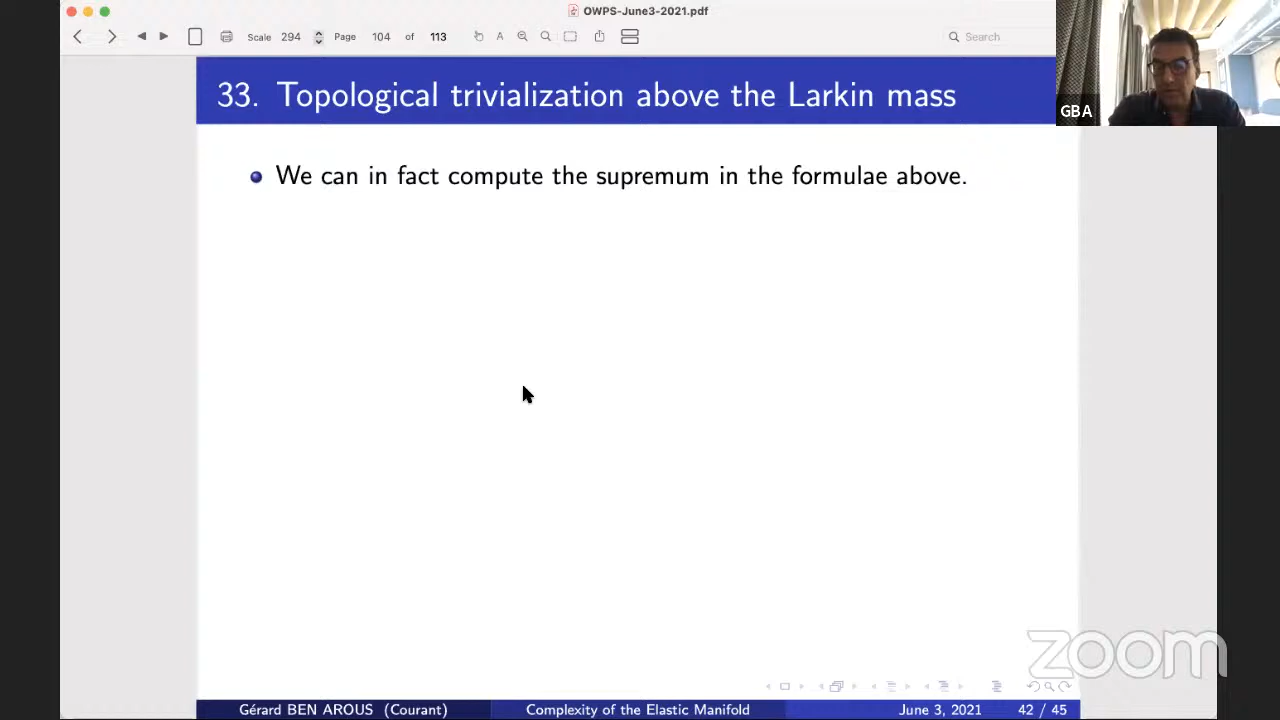 OWPS-June3-2021.pdf
Scale 294 Page 104 of 113 A Search
33. Topological trivialization above the Larkin mass
GBA
We can in fact compute the supremum in the formulae above.
zoom
Gérard BEN AROUS (Courant) Complexity of the Elastic Manifold June 3, 2021 42 / 45